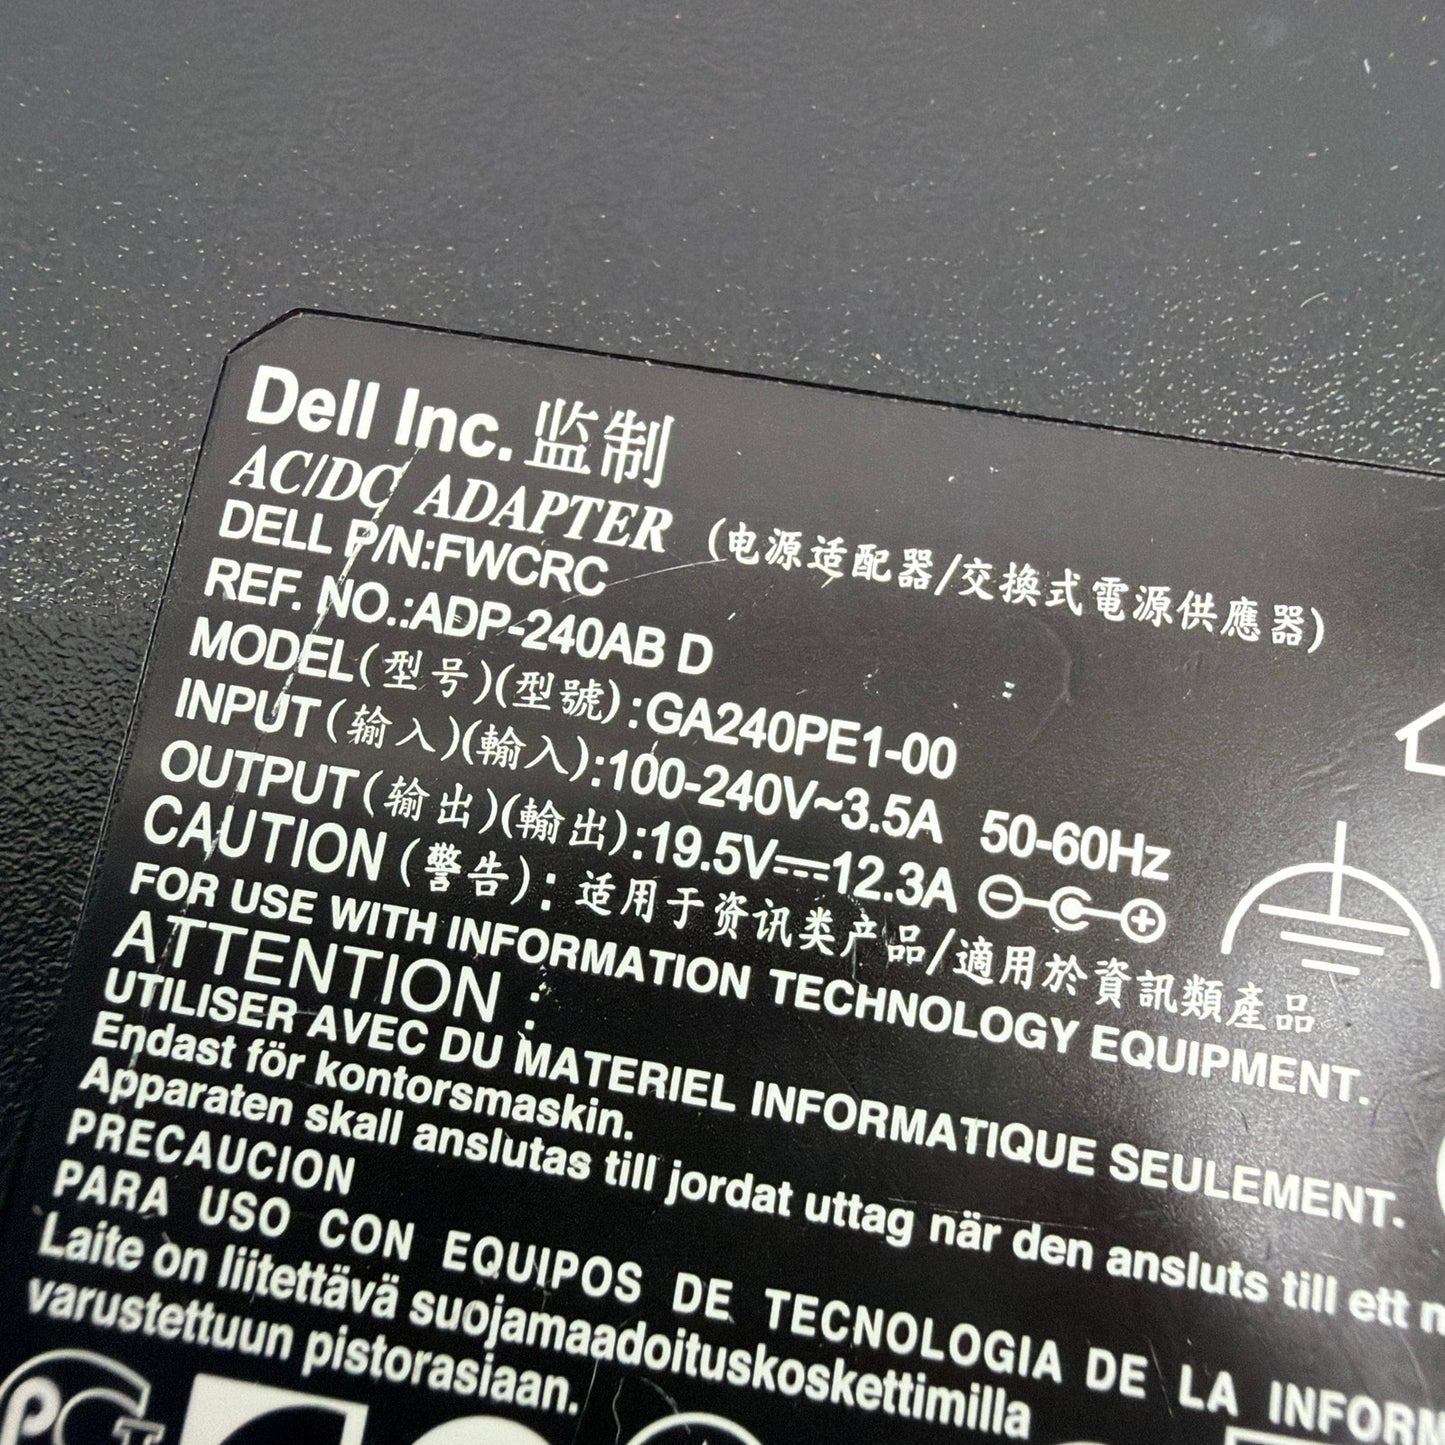 Dell Inc. 监制
AC/DC ADAPTER (电源适配器/交換式電源供應器)
DELL P/N:FWCRC
REF. NO.:ADP-240AB D
MODEL(型号)(型號):GA240PE1-00
INPUT(输入)(輸入):100-240V~3.5A 50-60Hz
OUTPUT(输出)(輸出):19.5V⎓12.3A
CAUTION(警告): 适用于资讯类产品/適用於資訊類產品
FOR USE WITH INFORMATION TECHNOLOGY EQUIPMENT.
ATTENTION :
UTILISER AVEC DU MATERIEL INFORMATIQUE SEULEMENT.
Endast för kontorsmaskin.
Apparaten skall anslutas till jordat uttag när den ansluts till ett
PRECAUCION
PARA USO CON EQUIPOS DE TECNOLOGIA DE LA INFORM
Laite on liitettävä suojamaadoituskoskettimilla
varustettuun pistorasiaan.